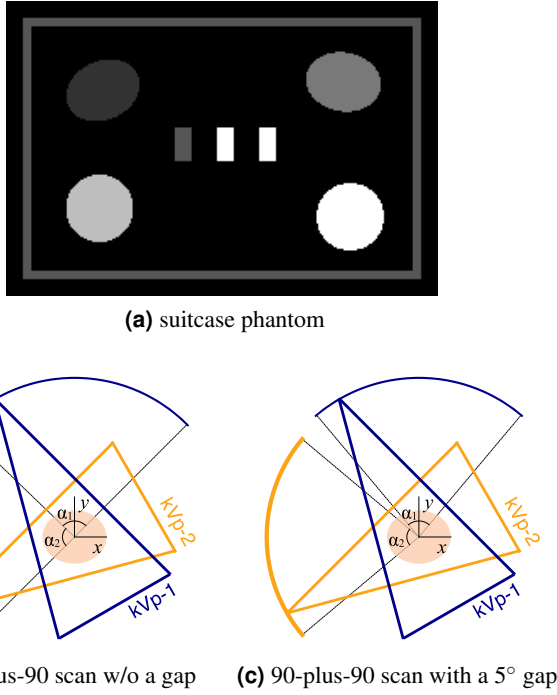 (a) suitcase phantom
y
α₁
α₂
x
kVp-2
kVp-1
y
α₁
α₂
x
kVp-2
kVp-1
us-90 scan w/o a gap
(c) 90-plus-90 scan with a 5° gap